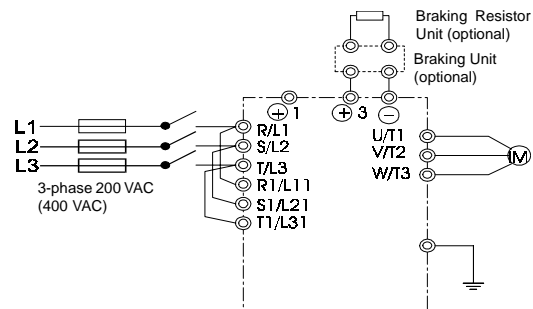 Braking Resistor
Unit (optional)
Braking Unit
(optional)
+ 1
+ 3
−
L1
L2
L3
3-phase 200 VAC
(400 VAC)
R/L1
S/L2
T/L3
R1/L11
S1/L21
T1/L31
U/T1
V/T2
W/T3
M